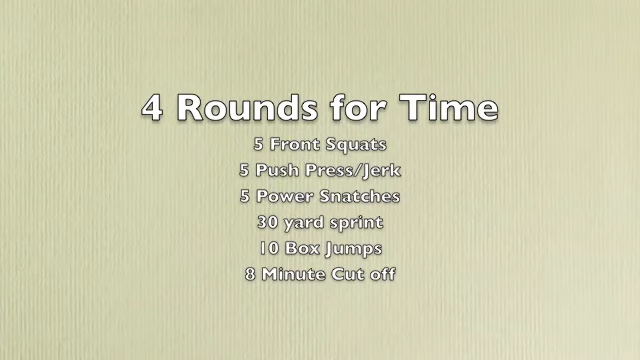 4 Rounds for Time
5 Front Squats
5 Push Press/Jerk
5 Power Snatches
30 yard sprint
10 Box Jumps
8 Minute Cut off